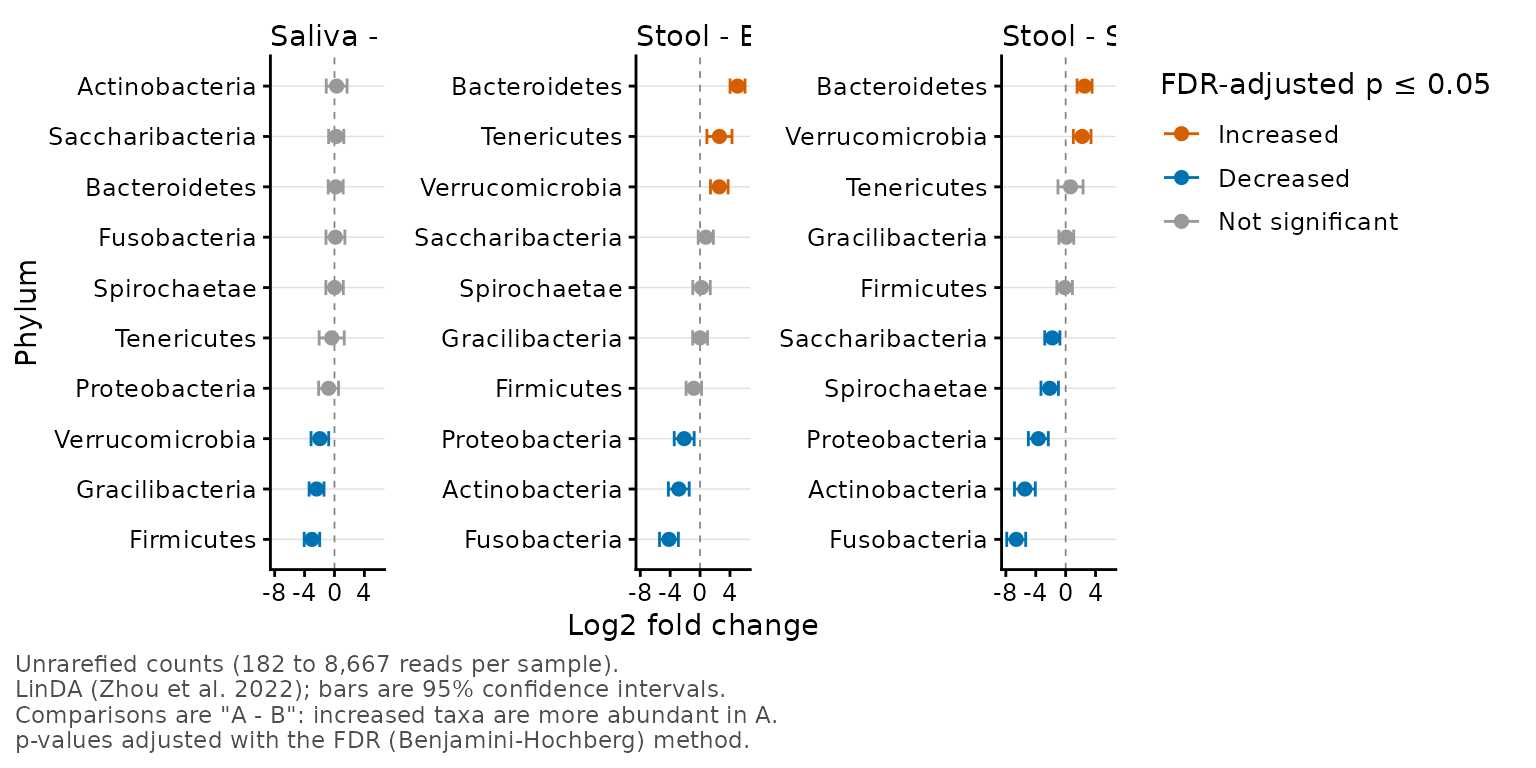 Saliva -
Stool - 
Stool - S
Actinobacteria
Saccharibacteria
Bacteroidetes
Fusobacteria
Spirochaetae
Tenericutes
Proteobacteria
Verrucomicrobia
Gracilibacteria
Firmicutes
Bacteroidetes
Tenericutes
Verrucomicrobia
Saccharibacteria
Spirochaetae
Gracilibacteria
Firmicutes
Proteobacteria
Actinobacteria
Fusobacteria
Bacteroidetes
Verrucomicrobia
Tenericutes
Gracilibacteria
Firmicutes
Saccharibacteria
Spirochaetae
Proteobacteria
Actinobacteria
Fusobacteria
Phylum
-8 -4 0 4
-8 -4 0 4
-8 -4 0 4
Log2 fold change
FDR-adjusted p ≤ 0.05
Increased
Decreased
Not significant
Unrarefied counts (182 to 8,667 reads per sample).
LinDA (Zhou et al. 2022); bars are 95% confidence intervals.
Comparisons are "A - B": increased taxa are more abundant in A.
p-values adjusted with the FDR (Benjamini-Hochberg) method.